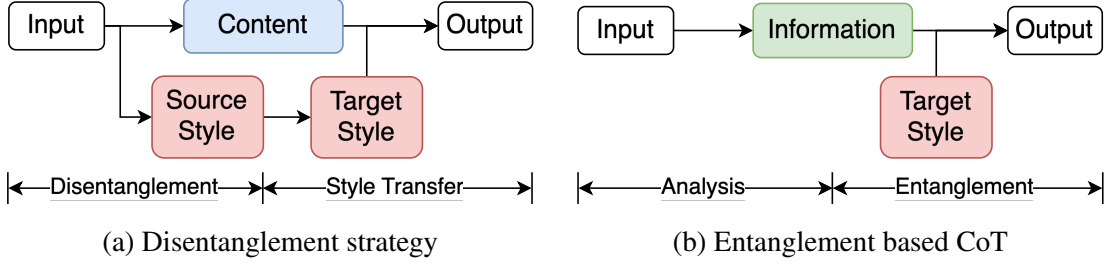 Input
Content
Output
Source
Style
Target
Style
Disentanglement
Style Transfer
(a) Disentanglement strategy
Input
Information
Output
Target
Style
Analysis
Entanglement
(b) Entanglement based CoT